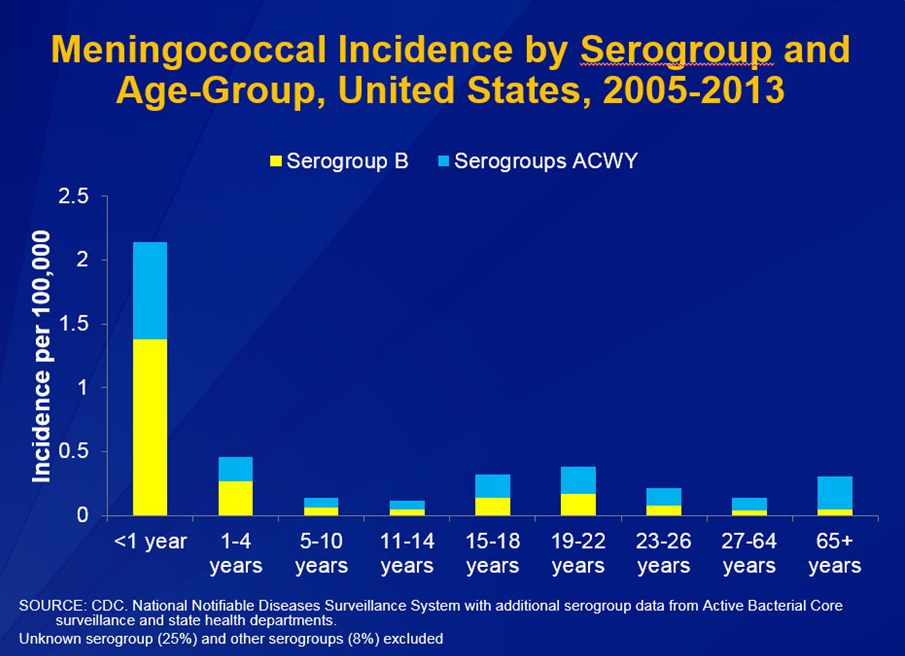 Meningococcal Incidence by Serogroup and
Age-Group, United States, 2005-2013
Serogroup B Serogroups ACWY
Incidence per 100,000
2.5
2
1.5
1
0.5
0
<1 year 1-4 5-10 11-14 15-18 19-22 23-26 27-64 65+
years years years years years years years years
SOURCE: CDC. National Notifiable Diseases Surveillance System with additional serogroup data from Active Bacterial Core
surveillance and state health departments.
Unknown serogroup (25%) and other serogroups (8%) excluded